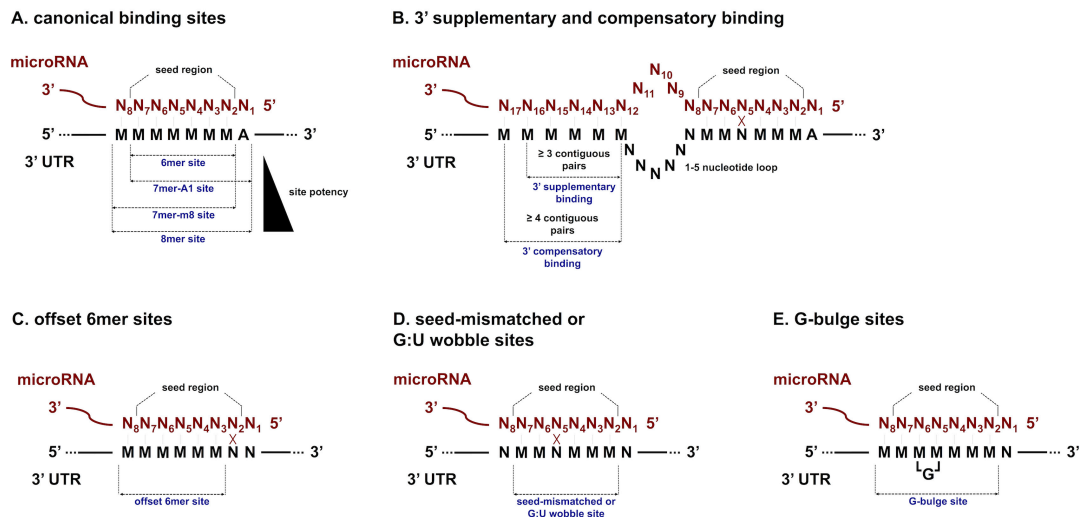 A. canonical binding sites
microRNA
seed region
3’
N8N7N6N5N4N3N2N1 5’
5’ ··· M M M M M M M A ··· 3’
3’ UTR
6mer site
7mer-A1 site
7mer-m8 site
8mer site
site potency
B. 3’ supplementary and compensatory binding
microRNA
seed region
3’
N17N16N15N14N13N12 N11 N10 N9 N8N7N6N5N4N3N2N1 5’
X
5’ ··· M M M M M M N N N N N N M M N M M M A ··· 3’
3’ UTR
≥ 3 contiguous
pairs
1-5 nucleotide loop
3’ supplementary
binding
≥ 4 contiguous
pairs
3’ compensatory
binding
C. offset 6mer sites
microRNA
seed region
3’
N8N7N6N5N4N3N2N1 5’
X
5’ ··· M M M M M M N N ··· 3’
3’ UTR
offset 6mer site
D. seed-mismatched or
G:U wobble sites
microRNA
seed region
3’
N8N7N6N5N4N3N2N1 5’
X
5’ ··· N M M N M M M N ··· 3’
3’ UTR
seed-mismatched or
G:U wobble site
E. G-bulge sites
microRNA
seed region
3’
N8N7N6N5N4N3N2N1 5’
5’ ··· M M M M M M M N ··· 3’
G
3’ UTR
G-bulge site